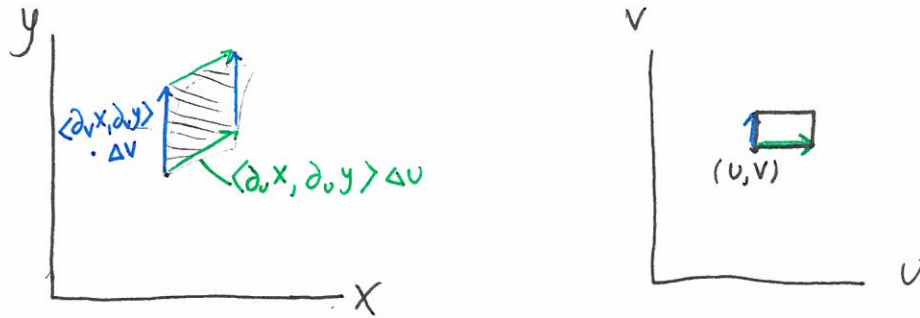 y
⟨∂vx, ∂vy⟩
· Δv
⟨∂ux, ∂uy⟩Δu
x
v
(u,v)
u